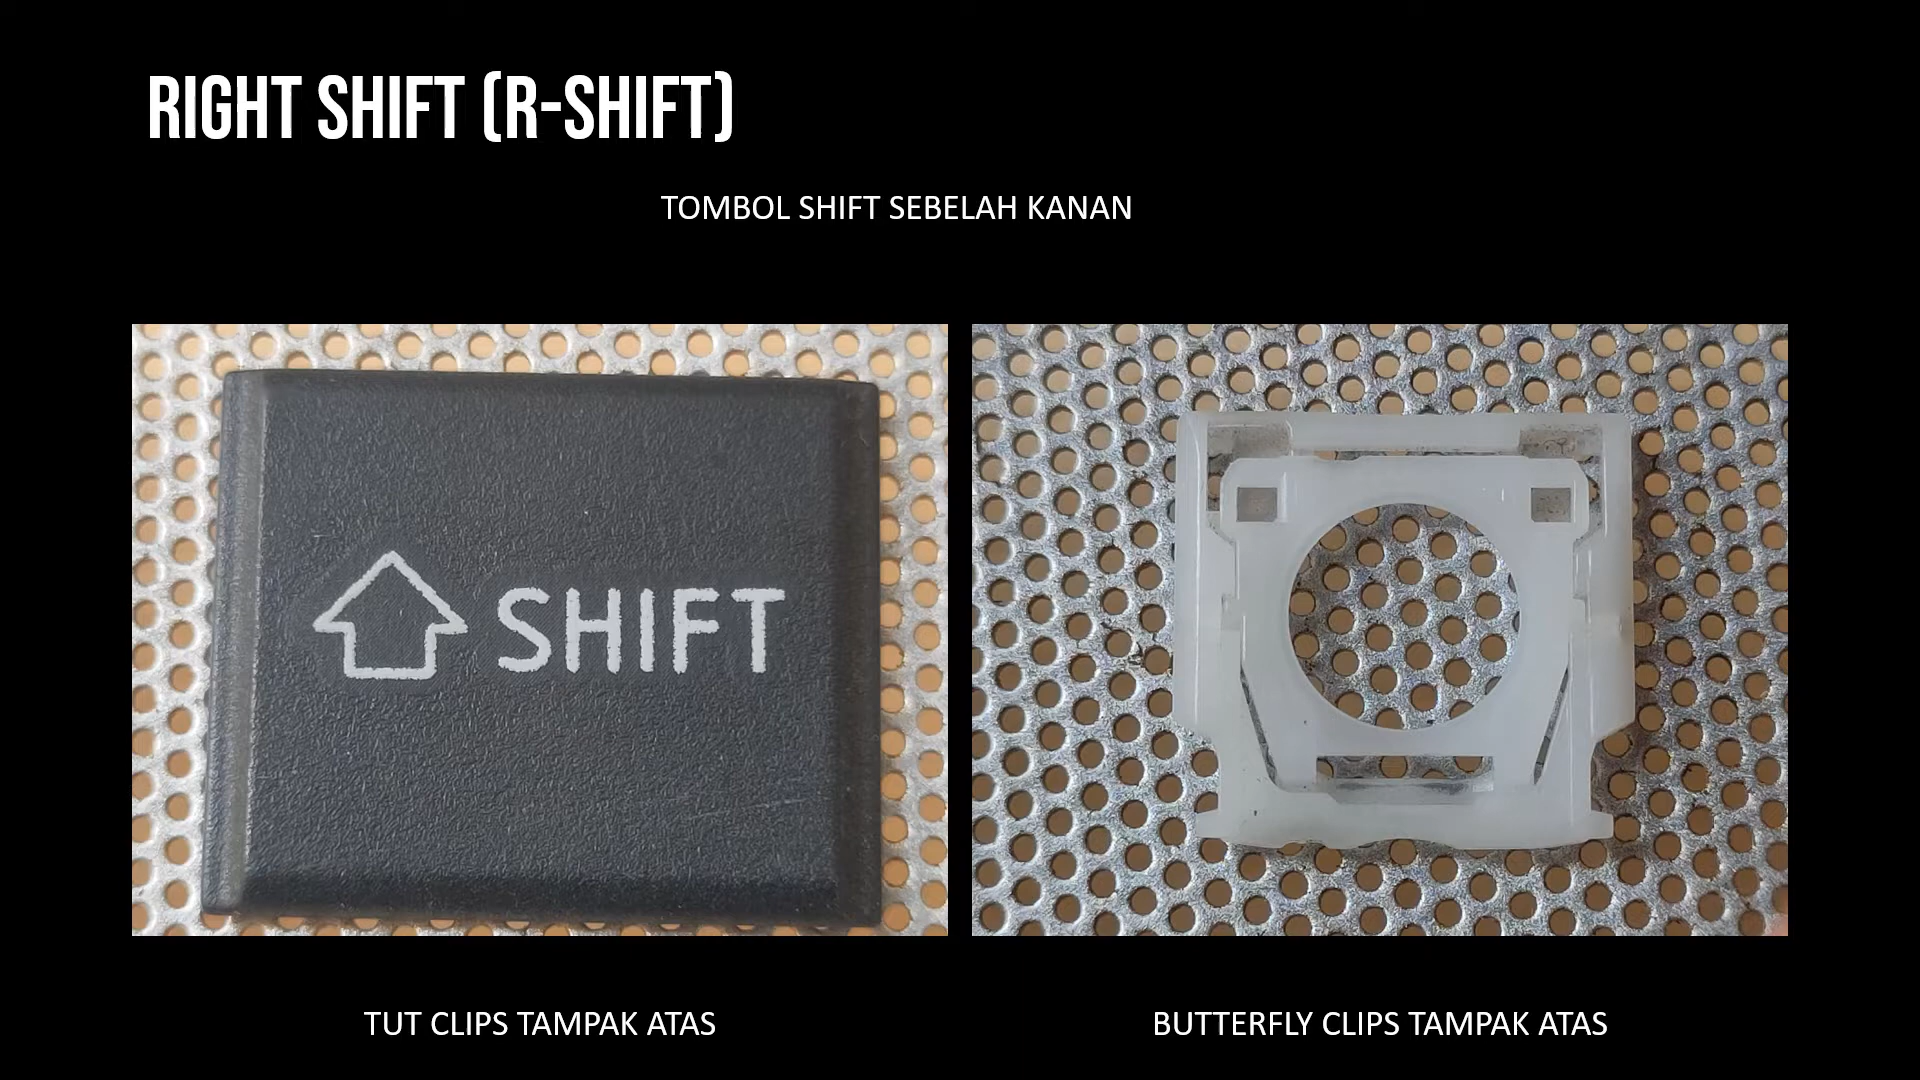 RIGHT SHIFT (R-SHIFT)
TOMBOL SHIFT SEBELAH KANAN
SHIFT
TUT CLIPS TAMPAK ATAS
BUTTERFLY CLIPS TAMPAK ATAS